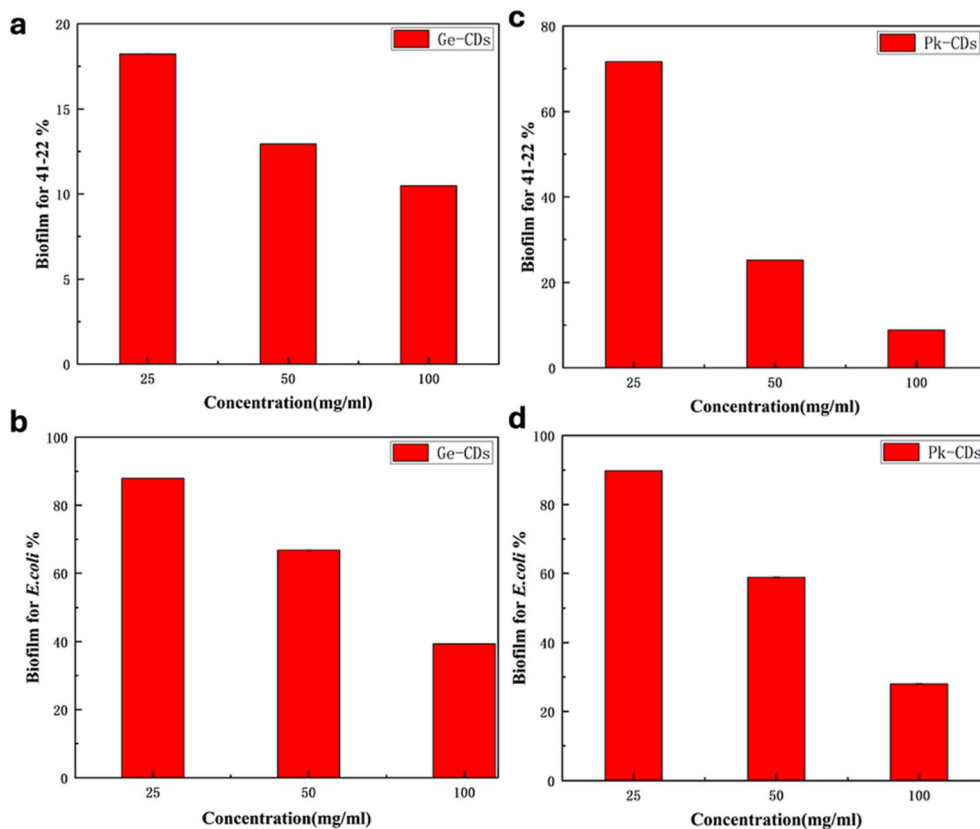 a
20
15
10
5
0
Biofilm for 41-22 %
Ge-CDs
25 50 100
Concentration(mg/ml)
c
80
60
40
20
0
Biofilm for 41-22 %
Pk-CDs
25 50 100
Concentration(mg/ml)
b
100
80
60
40
20
0
Biofilm for E.coli %
Ge-CDs
25 50 100
Concentration(mg/ml)
d
100
80
60
40
20
0
Biofilm for E.coli %
Pk-CDs
25 50 100
Concentration(mg/ml)